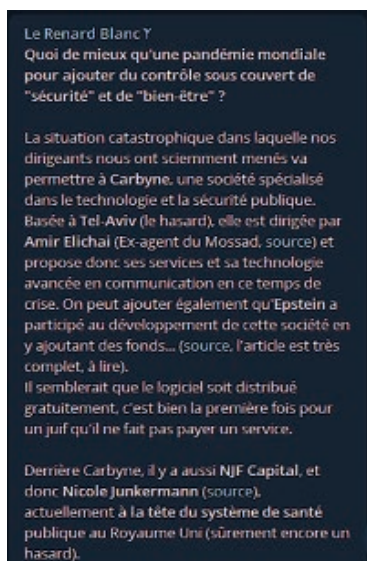 Le Renard Blanc ᛉ
Quoi de mieux qu'une pandémie mondiale
pour ajouter du contrôle sous couvert de
"sécurité" et de "bien-être" ?
La situation catastrophique dans laquelle nos
dirigeants nous ont sciemment menés va
permettre à Carbyne, une société spécialisé
dans le technologie et la sécurité publique.
Basée à Tel-Aviv (le hasard), elle est dirigée par
Amir Elichai (Ex-agent du Mossad, source) et
propose donc ses services et sa technologie
avancée en communication en ce temps de
crise. On peut ajouter également qu'Epstein a
participé au développement de cette société en
y ajoutant des fonds... (source, l'article est très
complet, à lire).
Il semblerait que le logiciel soit distribué
gratuitement, c'est bien la première fois pour
un juif qu'il ne fait pas payer un service.
Derrière Carbyne, il y a aussi NJF Capital, et
donc Nicole Junkermann (source),
actuellement à la tête du système de santé
publique au Royaume Uni (sûrement encore un
hasard).